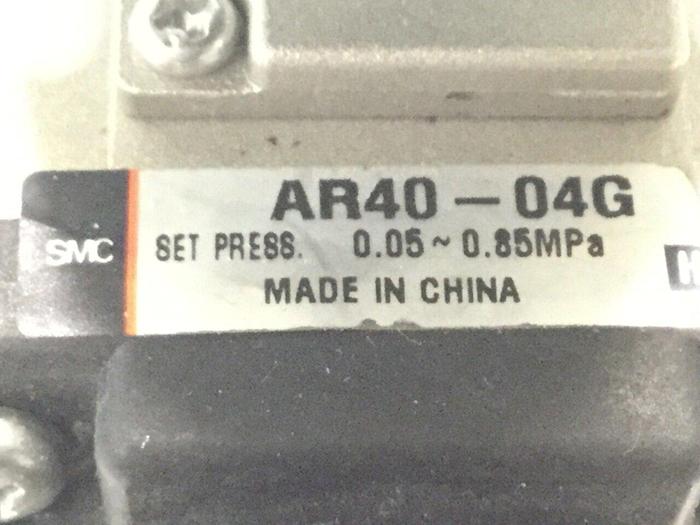 AR40-04G
SMC
SET PRESS. 0.05~0.85MPa
MADE IN CHINA
H